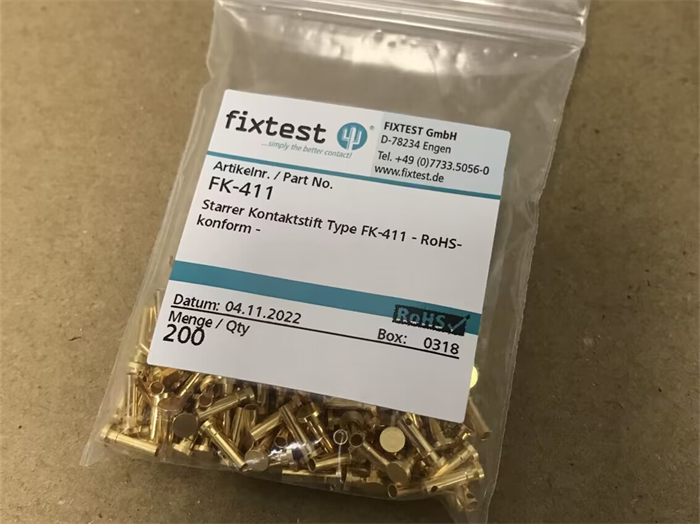 fixtest ®
...simply the better contact!
FIXTEST GmbH
D-78234 Engen
Tel. +49 (0)7733.5056-0
www.fixtest.de
Artikelnr. / Part No.
FK-411
Starrer Kontaktstift Type FK-411 - RoHS-
konform -
Datum: 04.11.2022
RoHS
Menge / Qty
Box: 0318
200